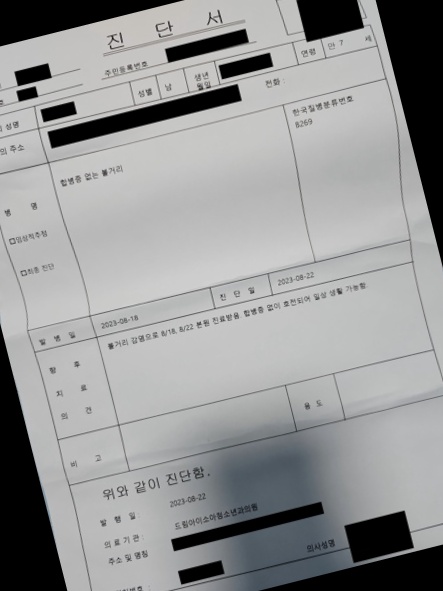 진 단 서
주민등록번호
성명 성별 남 생년월일 연령 만 7 세
의 주소 전화 :
병 명 합병증 없는 볼거리 한국질병분류번호
B269
□임상적추정
□최종 진단
발 병 일 2023-08-18 진 단 일 2023-08-22
향 후 치 료 의 견 볼거리 감염으로 8/18, 8/22 본원 진료받음. 합병증 없이 호전되어 일상 생활 가능함.
비 고 용 도
위와 같이 진단함.
발 행 일 2023-08-22
의 료 기 관 : 드림아이소아청소년과의원
주소 및 명칭
번호 : 의사성명